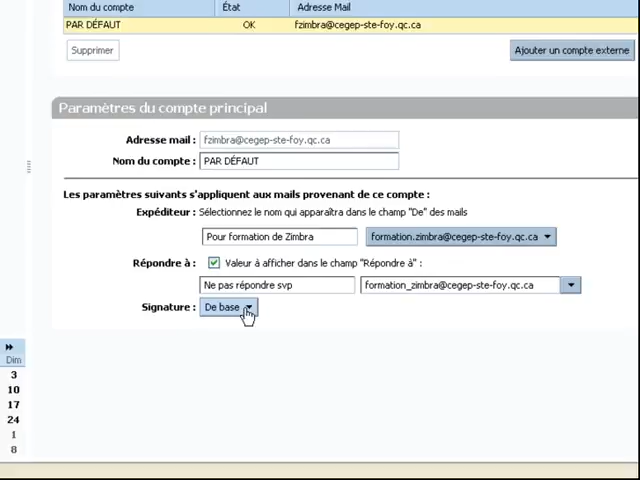 Nom du compte État Adresse Mail
PAR DÉFAUT OK fzimbra@cegep-ste-foy.qc.ca
Supprimer Ajouter un compte externe
Paramètres du compte principal
Adresse mail : fzimbra@cegep-ste-foy.qc.ca
Nom du compte : PAR DÉFAUT
Les paramètres suivants s'appliquent aux mails provenant de ce compte :
Expéditeur : Sélectionnez le nom qui apparaîtra dans le champ "De" des mails
Pour formation de Zimbra formation.zimbra@cegep-ste-foy.qc.ca
Répondre à : Valeur à afficher dans le champ "Répondre à" :
Ne pas répondre svp formation_zimbra@cegep-ste-foy.qc.ca
Signature : De base
Dim
3
10
17
24
1
8